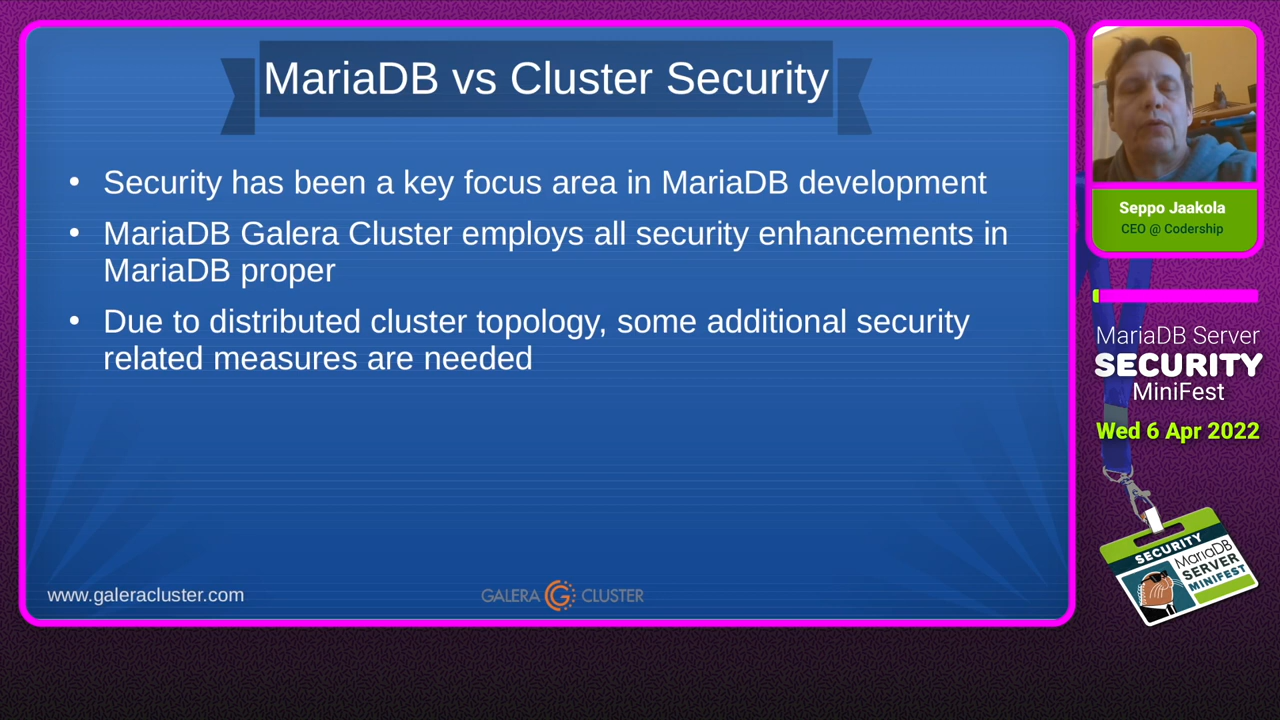 MariaDB vs Cluster Security
• Security has been a key focus area in MariaDB development
• MariaDB Galera Cluster employs all security enhancements in
MariaDB proper
• Due to distributed cluster topology, some additional security
related measures are needed
www.galeracluster.com
GALERA CLUSTER
Seppo Jaakola
CEO @ Codership
MariaDB Server
SECURITY
MiniFest
Wed 6 Apr 2022
SECURITY
MariaDB
SERVER
MINIFEST